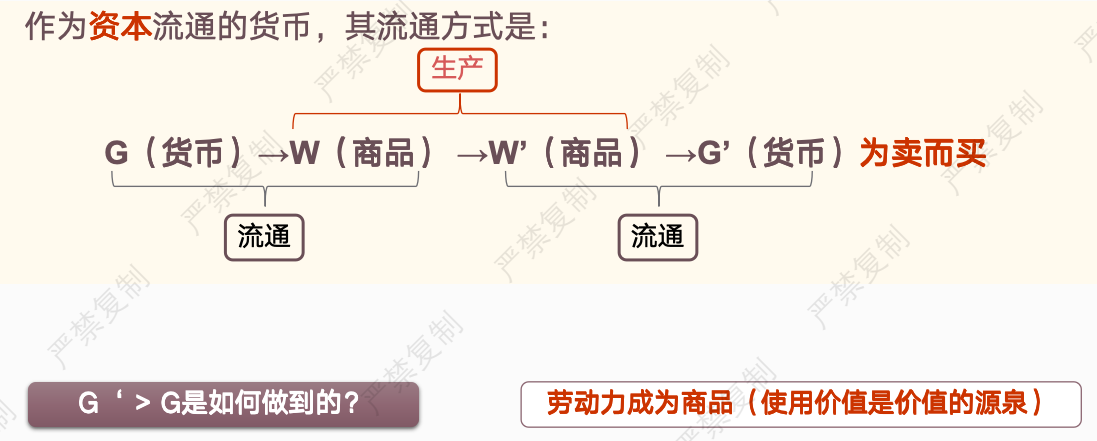 作为资本流通的货币，其流通方式是：
生产
G（货币）→W（商品）→W’（商品）→G’（货币）为卖而买
流通
流通
G‘ > G是如何做到的？
劳动力成为商品（使用价值是价值的源泉）
严禁复制
严禁复制
严禁复制
严禁复制
严禁复制
严禁复制
严禁复制
严禁复制
严禁复制